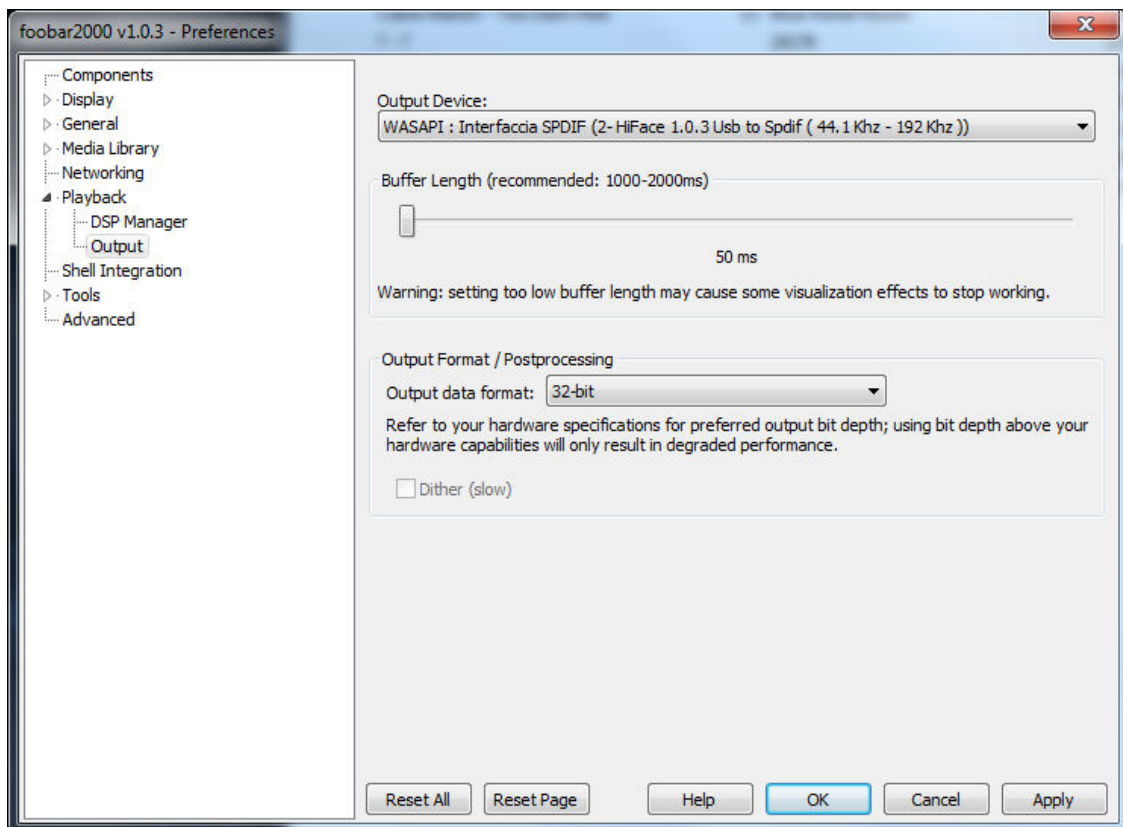 foobar2000 v1.0.3 - Preferences
Components
Display
General
Media Library
Networking
Playback
DSP Manager
Output
Shell Integration
Tools
Advanced
Output Device:
WASAPI : Interfaccia SPDIF (2- HiFace 1.0.3 Usb to Spdif ( 44.1 Khz - 192 Khz ))
Buffer Length (recommended: 1000-2000ms)
50 ms
Warning: setting too low buffer length may cause some visualization effects to stop working.
Output Format / Postprocessing
Output data format: 32-bit
Refer to your hardware specifications for preferred output bit depth; using bit depth above your
hardware capabilities will only result in degraded performance.
Dither (slow)
Reset All Reset Page Help OK Cancel Apply